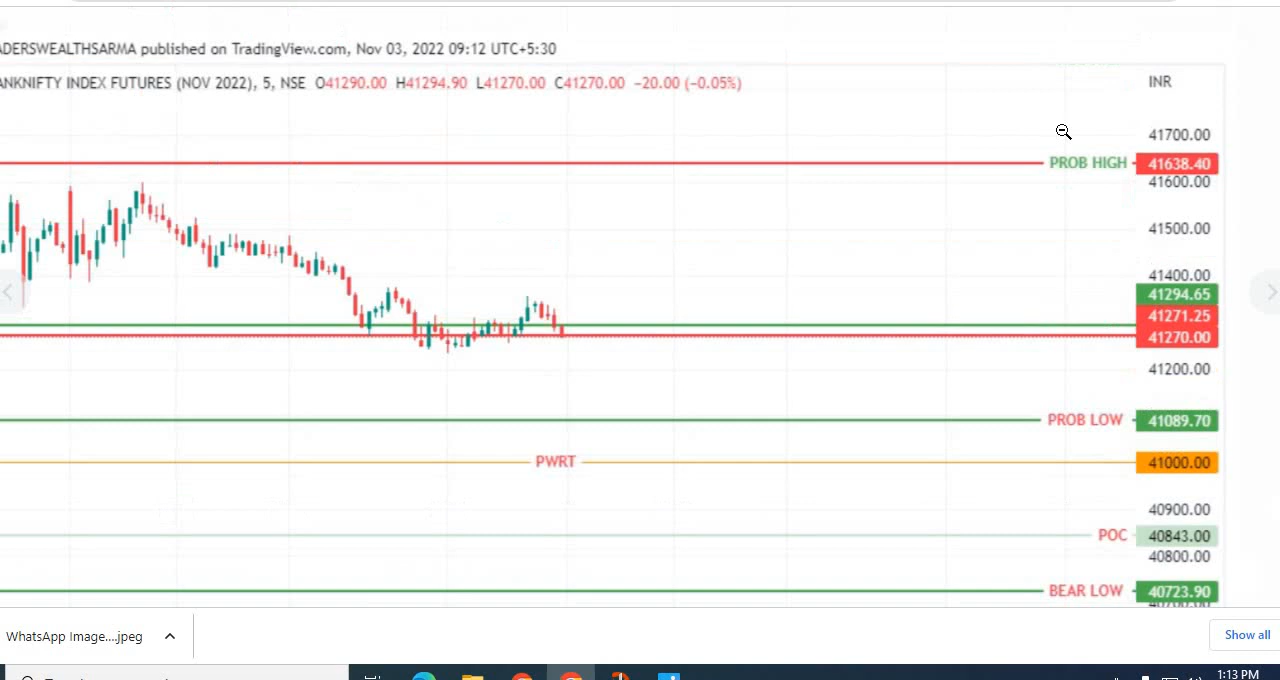 ADERSWEALTHSARMA published on TradingView.com, Nov 03, 2022 09:12 UTC+5:30
ANKNIFTY INDEX FUTURES (NOV 2022), 5, NSE O41290.00 H41294.90 L41270.00 C41270.00 −20.00 (−0.05%)
INR
41700.00
PROB HIGH 41638.40
41600.00
41500.00
41400.00
41294.65
41271.25
41270.00
41200.00
PROB LOW 41089.70
PWRT 41000.00
40900.00
POC 40843.00
40800.00
BEAR LOW 40723.90
WhatsApp Image....jpeg
Show all
1:13 PM